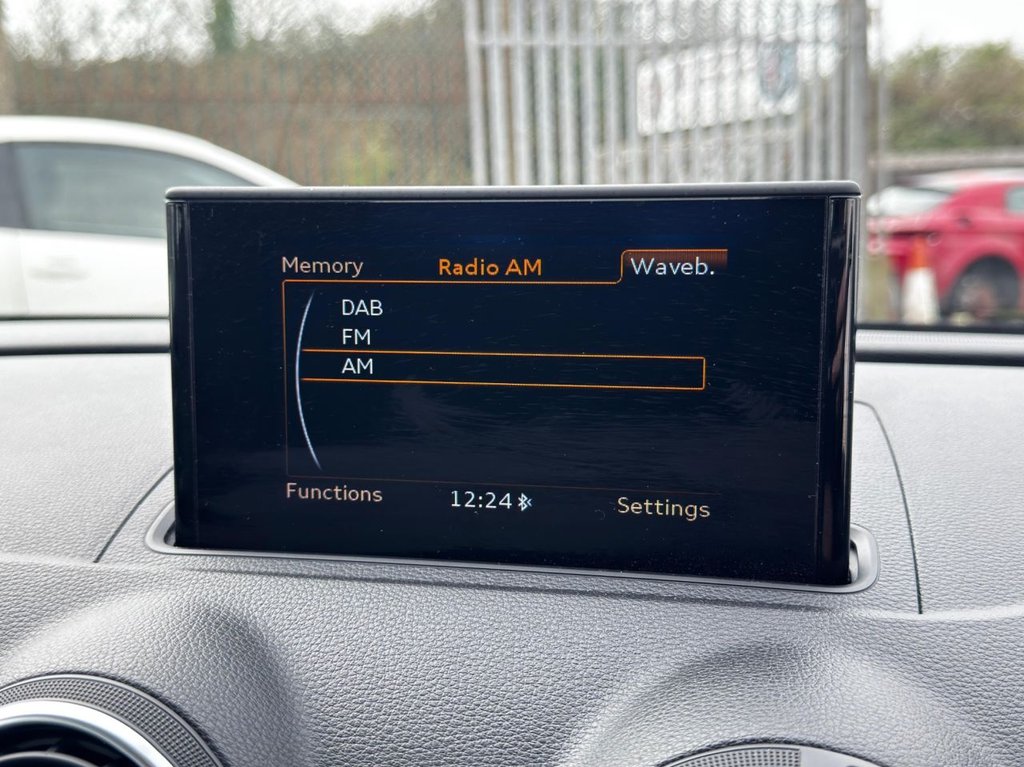 Memory Radio AM Waveb.
DAB
FM
AM
Functions 12:24 Settings